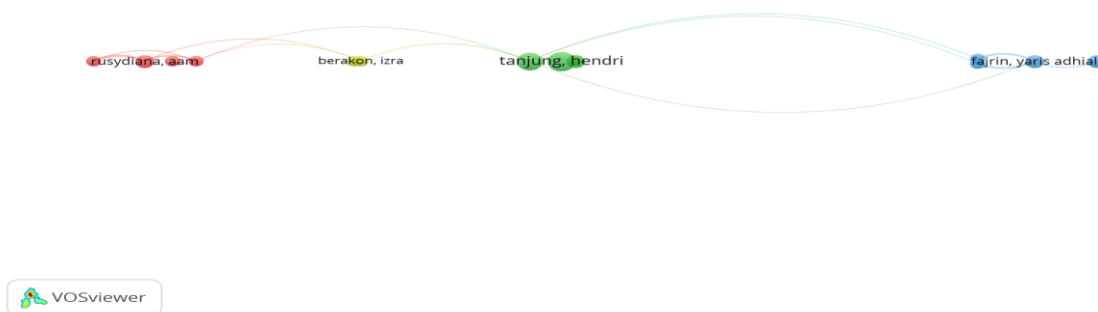 rusydiana, aam
berakon, izra
tanjung, hendri
fajrin, yaris adhial
VOSviewer